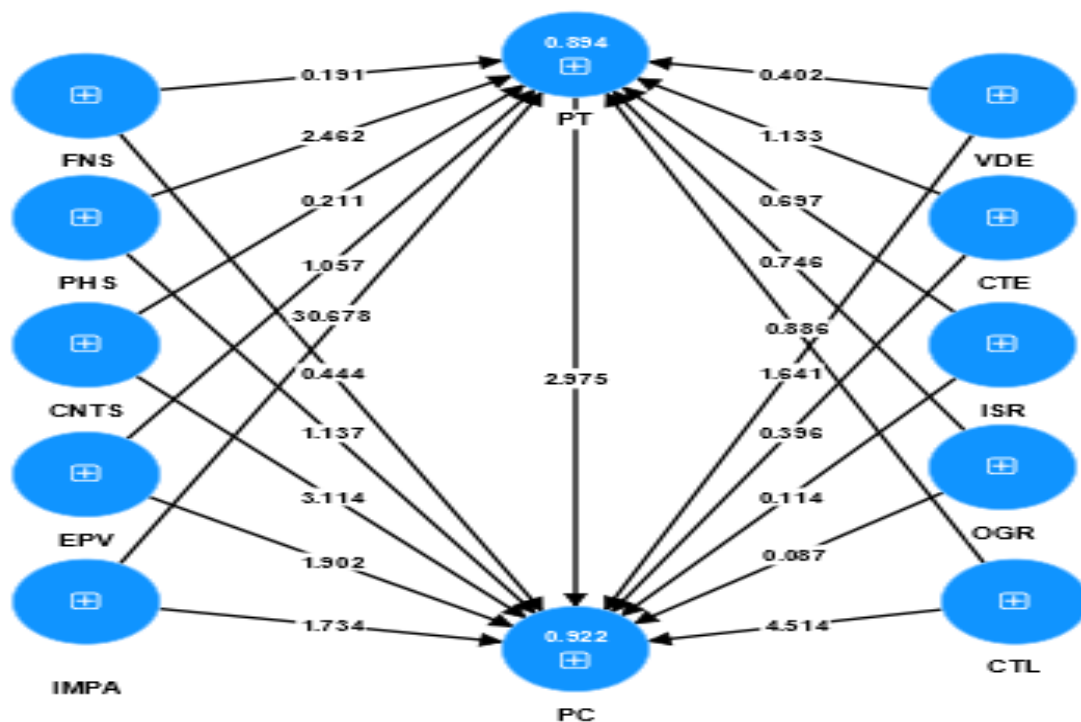 0.894
PT
FNS
PHS
CNTS
EPV
IMPA
VDE
CTE
ISR
OGR
CTL
0.191
2.462
0.211
1.057
30.678
0.444
1.137
3.114
1.902
1.734
2.975
0.402
1.133
0.697
0.746
0.886
1.641
0.396
0.114
0.087
4.514
0.922
PC